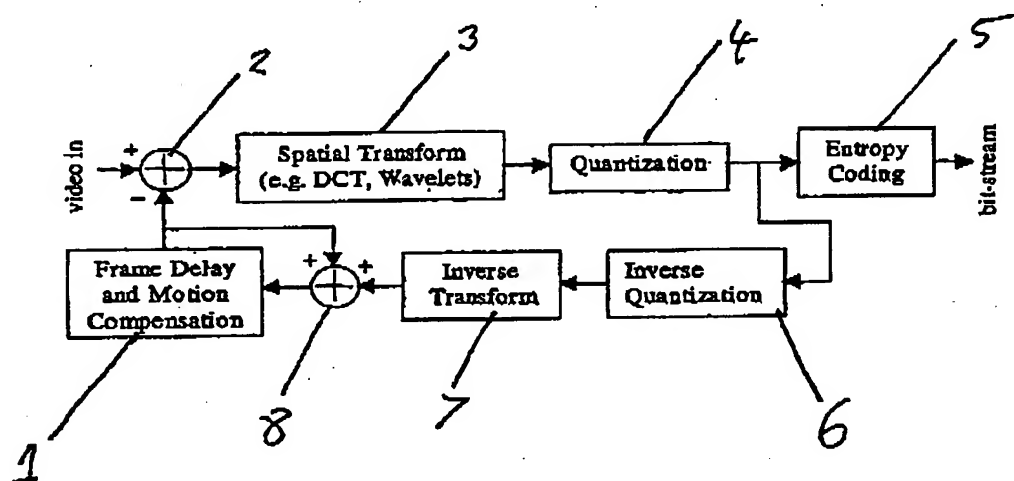 2
3
4
5
video in
+
-
Spatial Transform
(e.g. DCT, Wavelets)
Quantization
Entropy
Coding
bit-stream
Frame Delay
and Motion
Compensation
+
+
Inverse
Transform
Inverse
Quantization
1
8
7
6